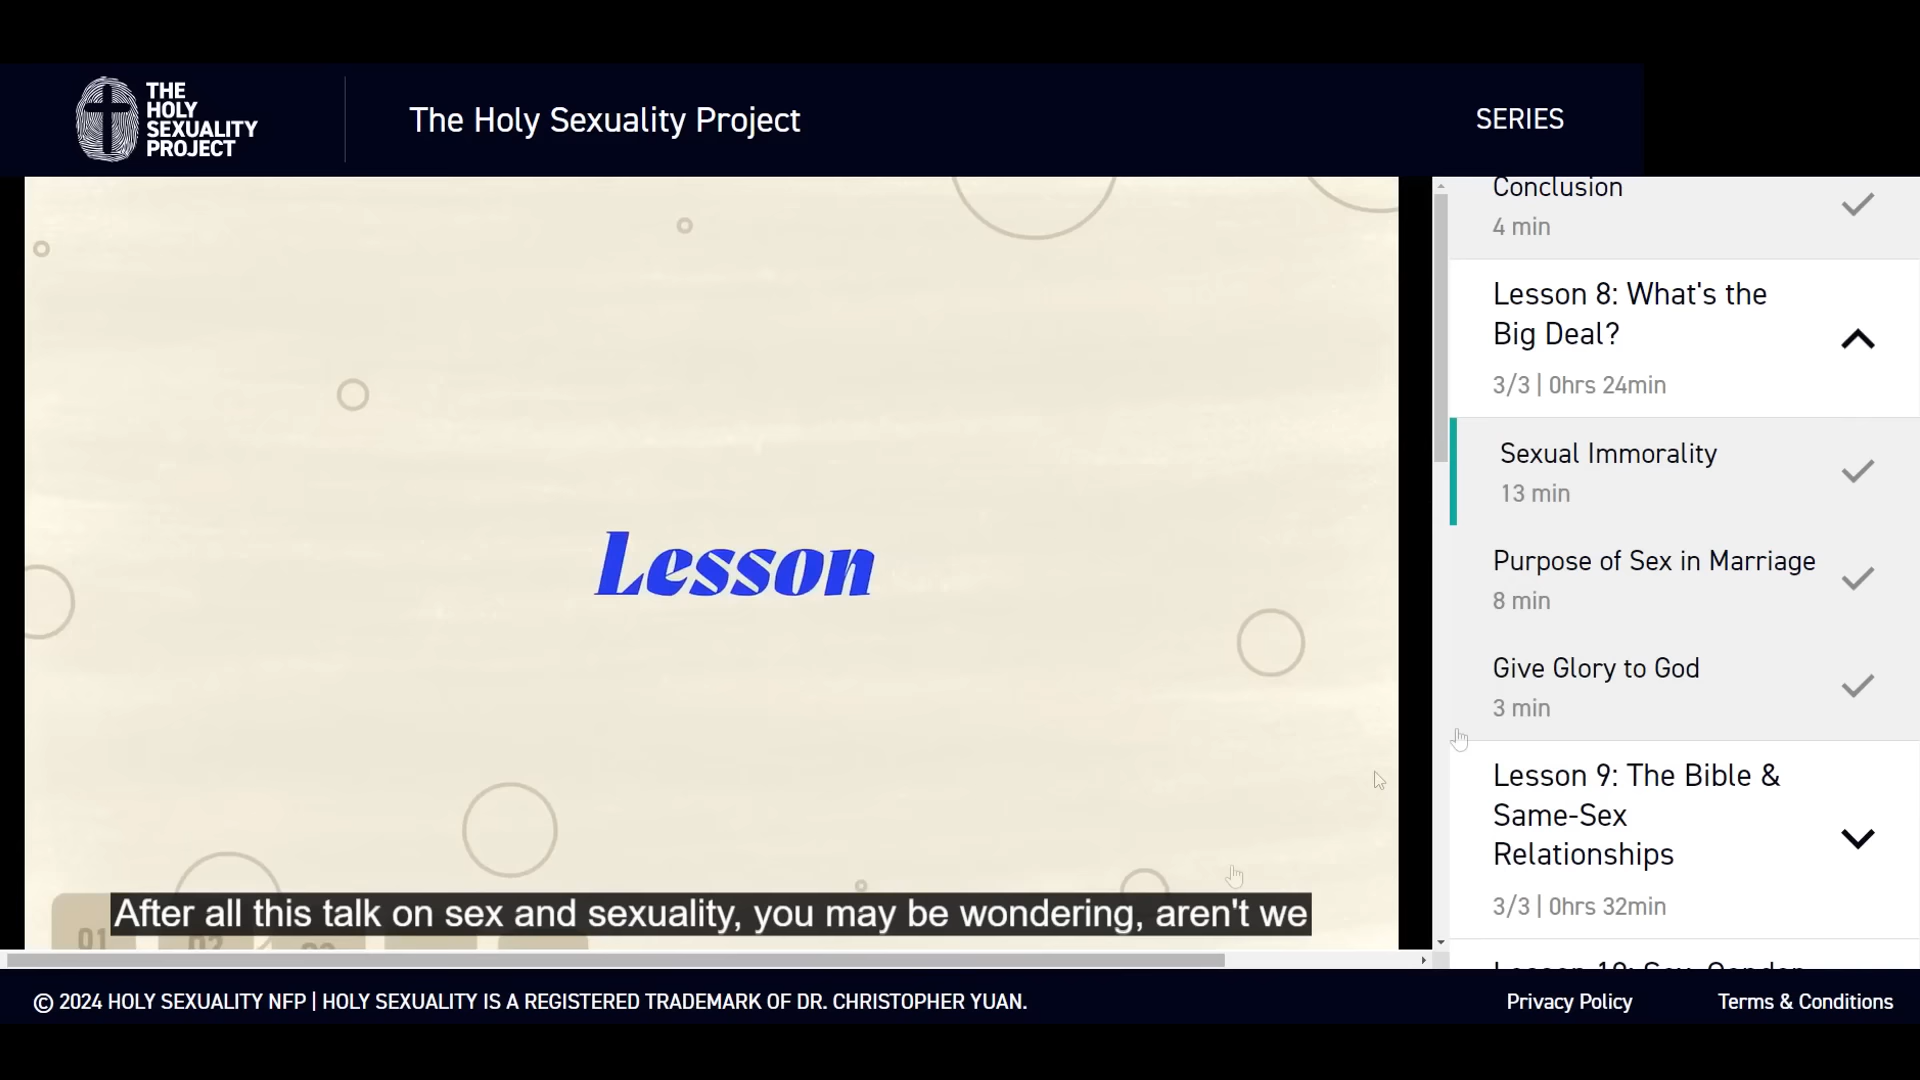 THE
HOLY
SEXUALITY
PROJECT
The Holy Sexuality Project
SERIES
Conclusion
4 min
Lesson 8: What's the
Big Deal?
3/3 | 0hrs 24min
Sexual Immorality
13 min
Purpose of Sex in Marriage
8 min
Give Glory to God
3 min
Lesson 9: The Bible &
Same-Sex
Relationships
3/3 | 0hrs 32min
Lesson
01 02
After all this talk on sex and sexuality, you may be wondering, aren't we
© 2024 HOLY SEXUALITY NFP | HOLY SEXUALITY IS A REGISTERED TRADEMARK OF DR. CHRISTOPHER YUAN.
Privacy Policy
Terms & Conditions